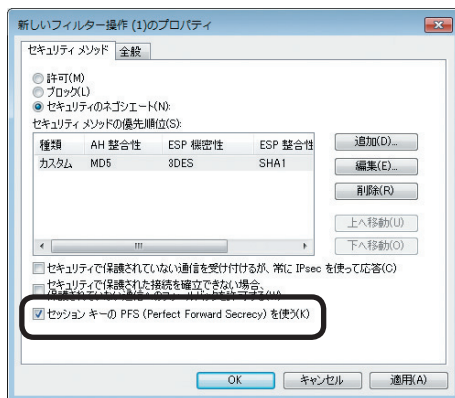 新しいフィルター操作 (1)のプロパティ
セキュリティ メソッド 全般
許可(M)
ブロック(L)
セキュリティのネゴシエート(N):
セキュリティ メソッドの優先順位(S):
種類 AH 整合性 ESP 機密性 ESP 整合性
カスタム MD5 3DES SHA1
追加(D)...
編集(E)...
削除(R)
上へ移動(U)
下へ移動(O)
セキュリティで保護されていない通信を受け付けるが、常に IPsec を使って応答(C)
セキュリティで保護された接続を確立できない場合、
セッション キーの PFS (Perfect Forward Secrecy) を使う(K)
OK キャンセル 適用(A)